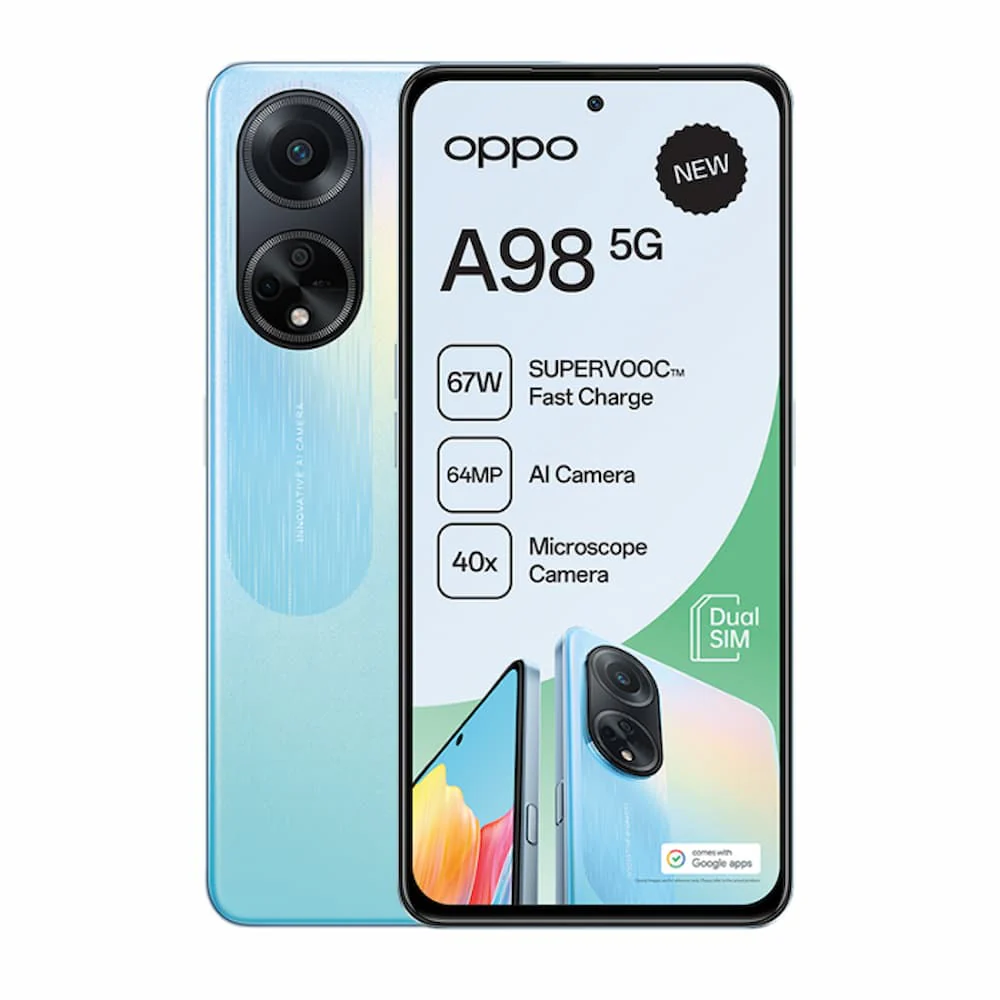 oppo
NEW
A98 5G
67W
SUPERVOOC™
Fast Charge
64MP
AI Camera
40x
Microscope
Camera
Dual
SIM
comes with
Google apps
INNOVATIVE AI CAMERA
40×